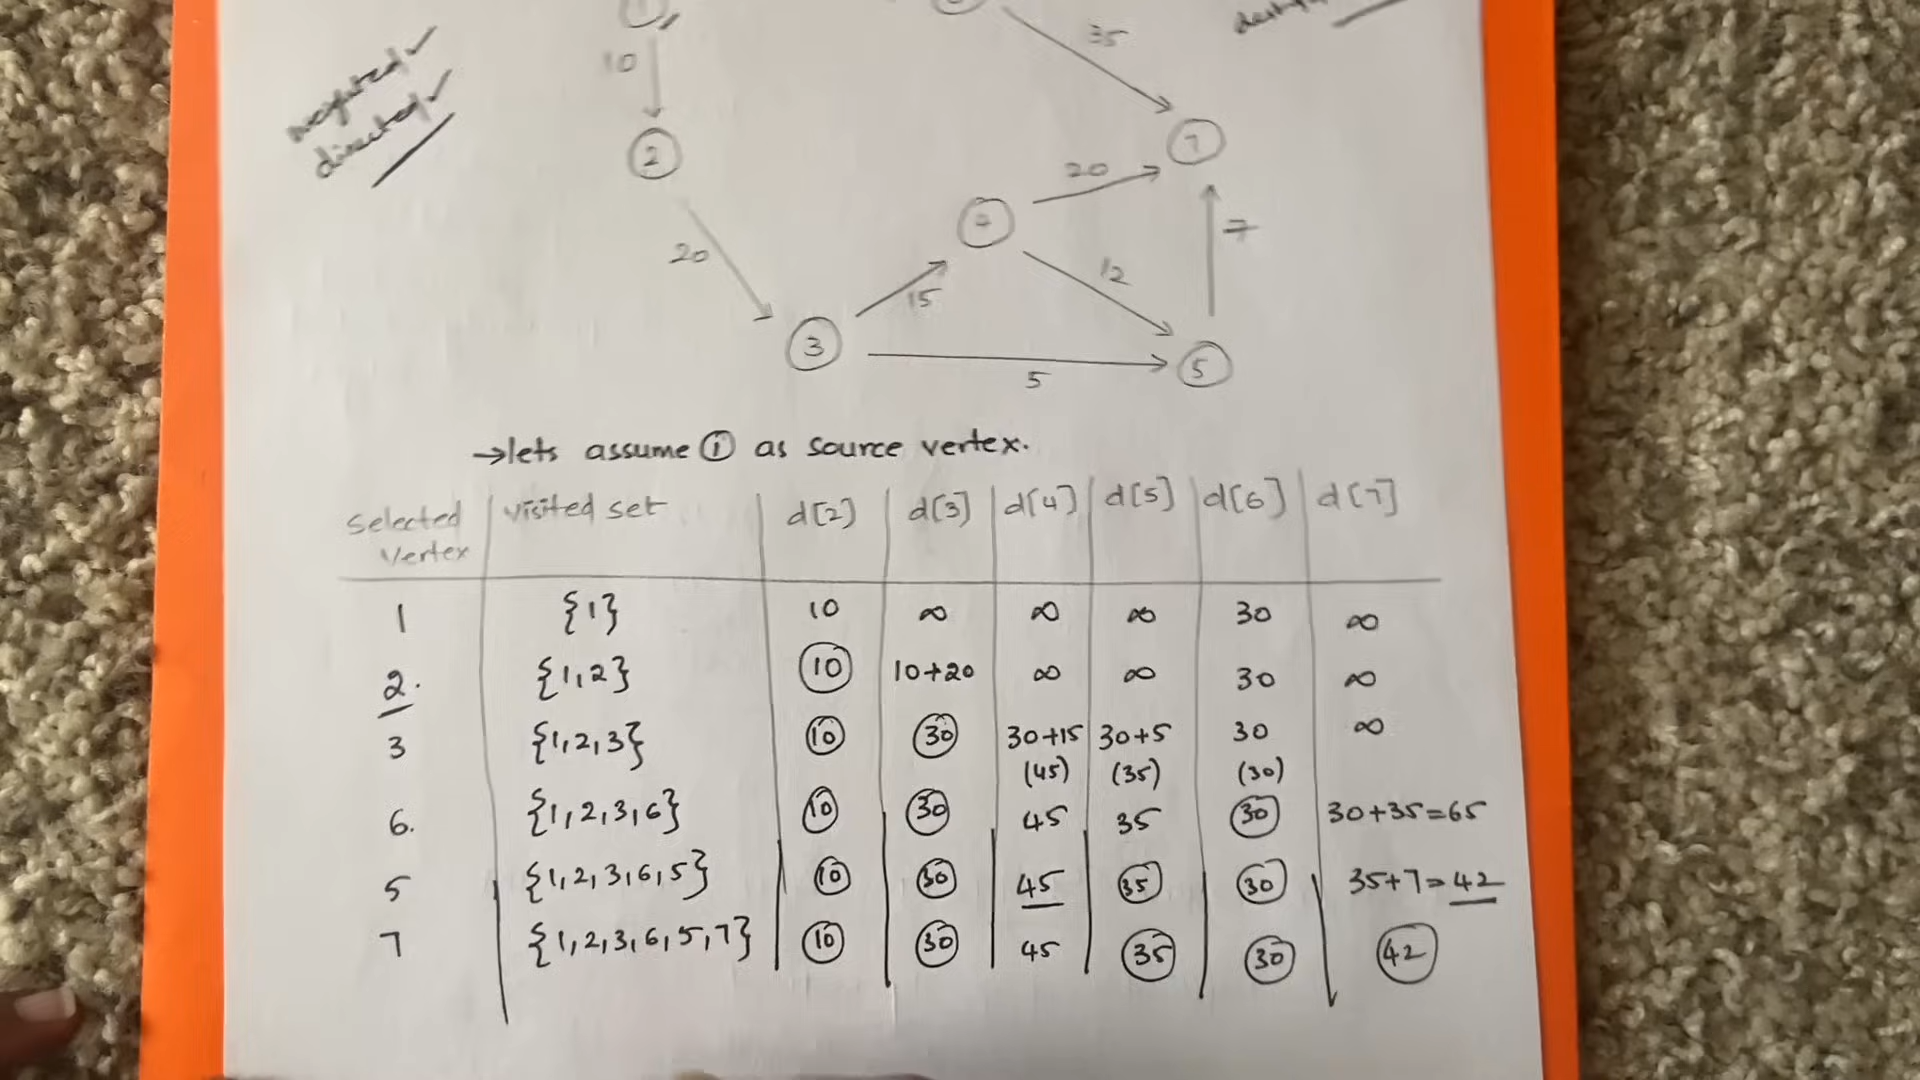 1
35
10
weighted ✓
directed ✓
2
7
20
7
20
12
15
3
5
5
→lets assume ① as source vertex.
Selected Vertex | visited set | d[2] | d[3] | d[4] | d[5] | d[6] | d[7]
1 {1} 10 ∞ ∞ ∞ 30 ∞
2. {1,2} 10 10+20 ∞ ∞ 30 ∞
3 {1,2,3} 10 30 30+15 30+5 30 ∞
(45) (35) (30)
6. {1,2,3,6} 10 30 45 35 30 30+35=65
5 {1,2,3,6,5} 10 30 45 35 30 35+7=42
7 {1,2,3,6,5,7} 10 30 45 35 30 42